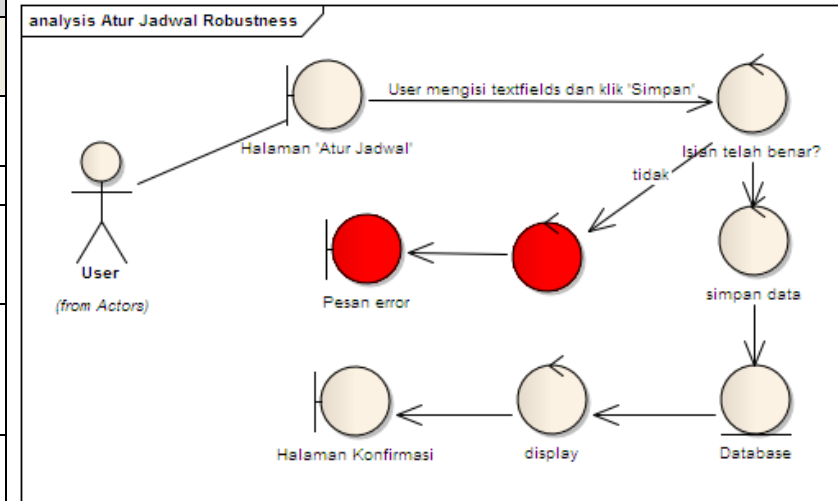 analysis Atur Jadwal Robustness
User mengisi textfields dan klik 'Simpan'
Halaman 'Atur Jadwal'
Isian telah benar?
tidak
User
(from Actors)
Pesan error
simpan data
Halaman Konfirmasi
display
Database